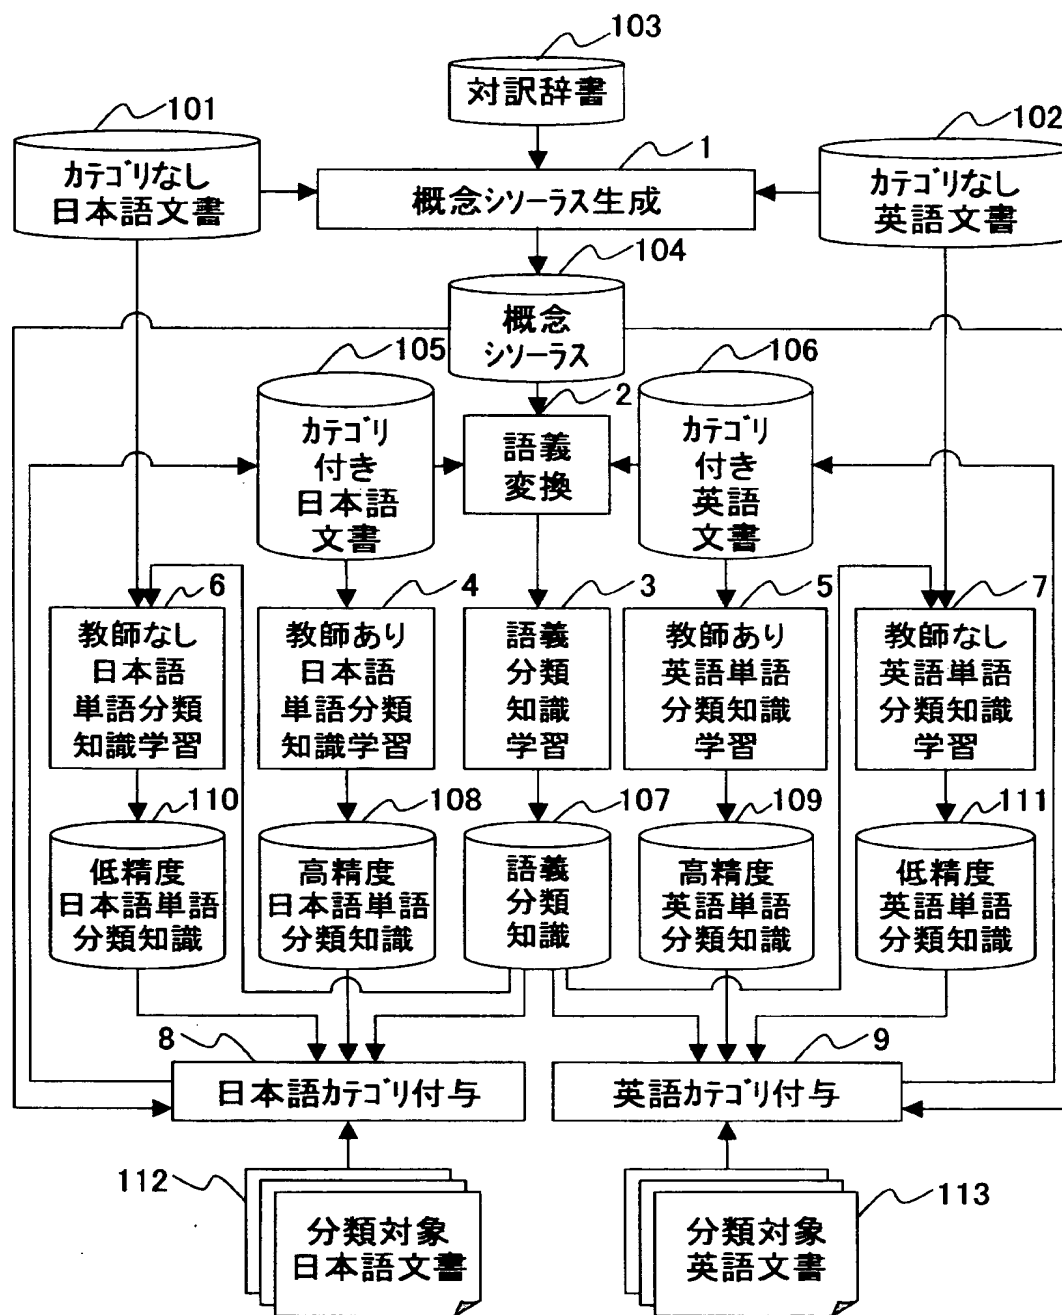 103
対訳辞書
101
カテゴリなし
日本語文書
1
概念シソーラス生成
102
カテゴリなし
英語文書
104
概念
シソーラス
105
カテゴリ
付き
日本語
文書
2
語義
変換
106
カテゴリ
付き
英語
文書
6
教師なし
日本語
単語分類
知識学習
4
教師あり
日本語
単語分類
知識学習
3
語義
分類
知識
学習
5
教師あり
英語単語
分類知識
学習
7
教師なし
英語単語
分類知識
学習
110
低精度
日本語単語
分類知識
108
高精度
日本語単語
分類知識
107
語義
分類
知識
109
高精度
英語単語
分類知識
111
低精度
英語単語
分類知識
8
日本語カテゴリ付与
9
英語カテゴリ付与
112
分類対象
日本語文書
113
分類対象
英語文書